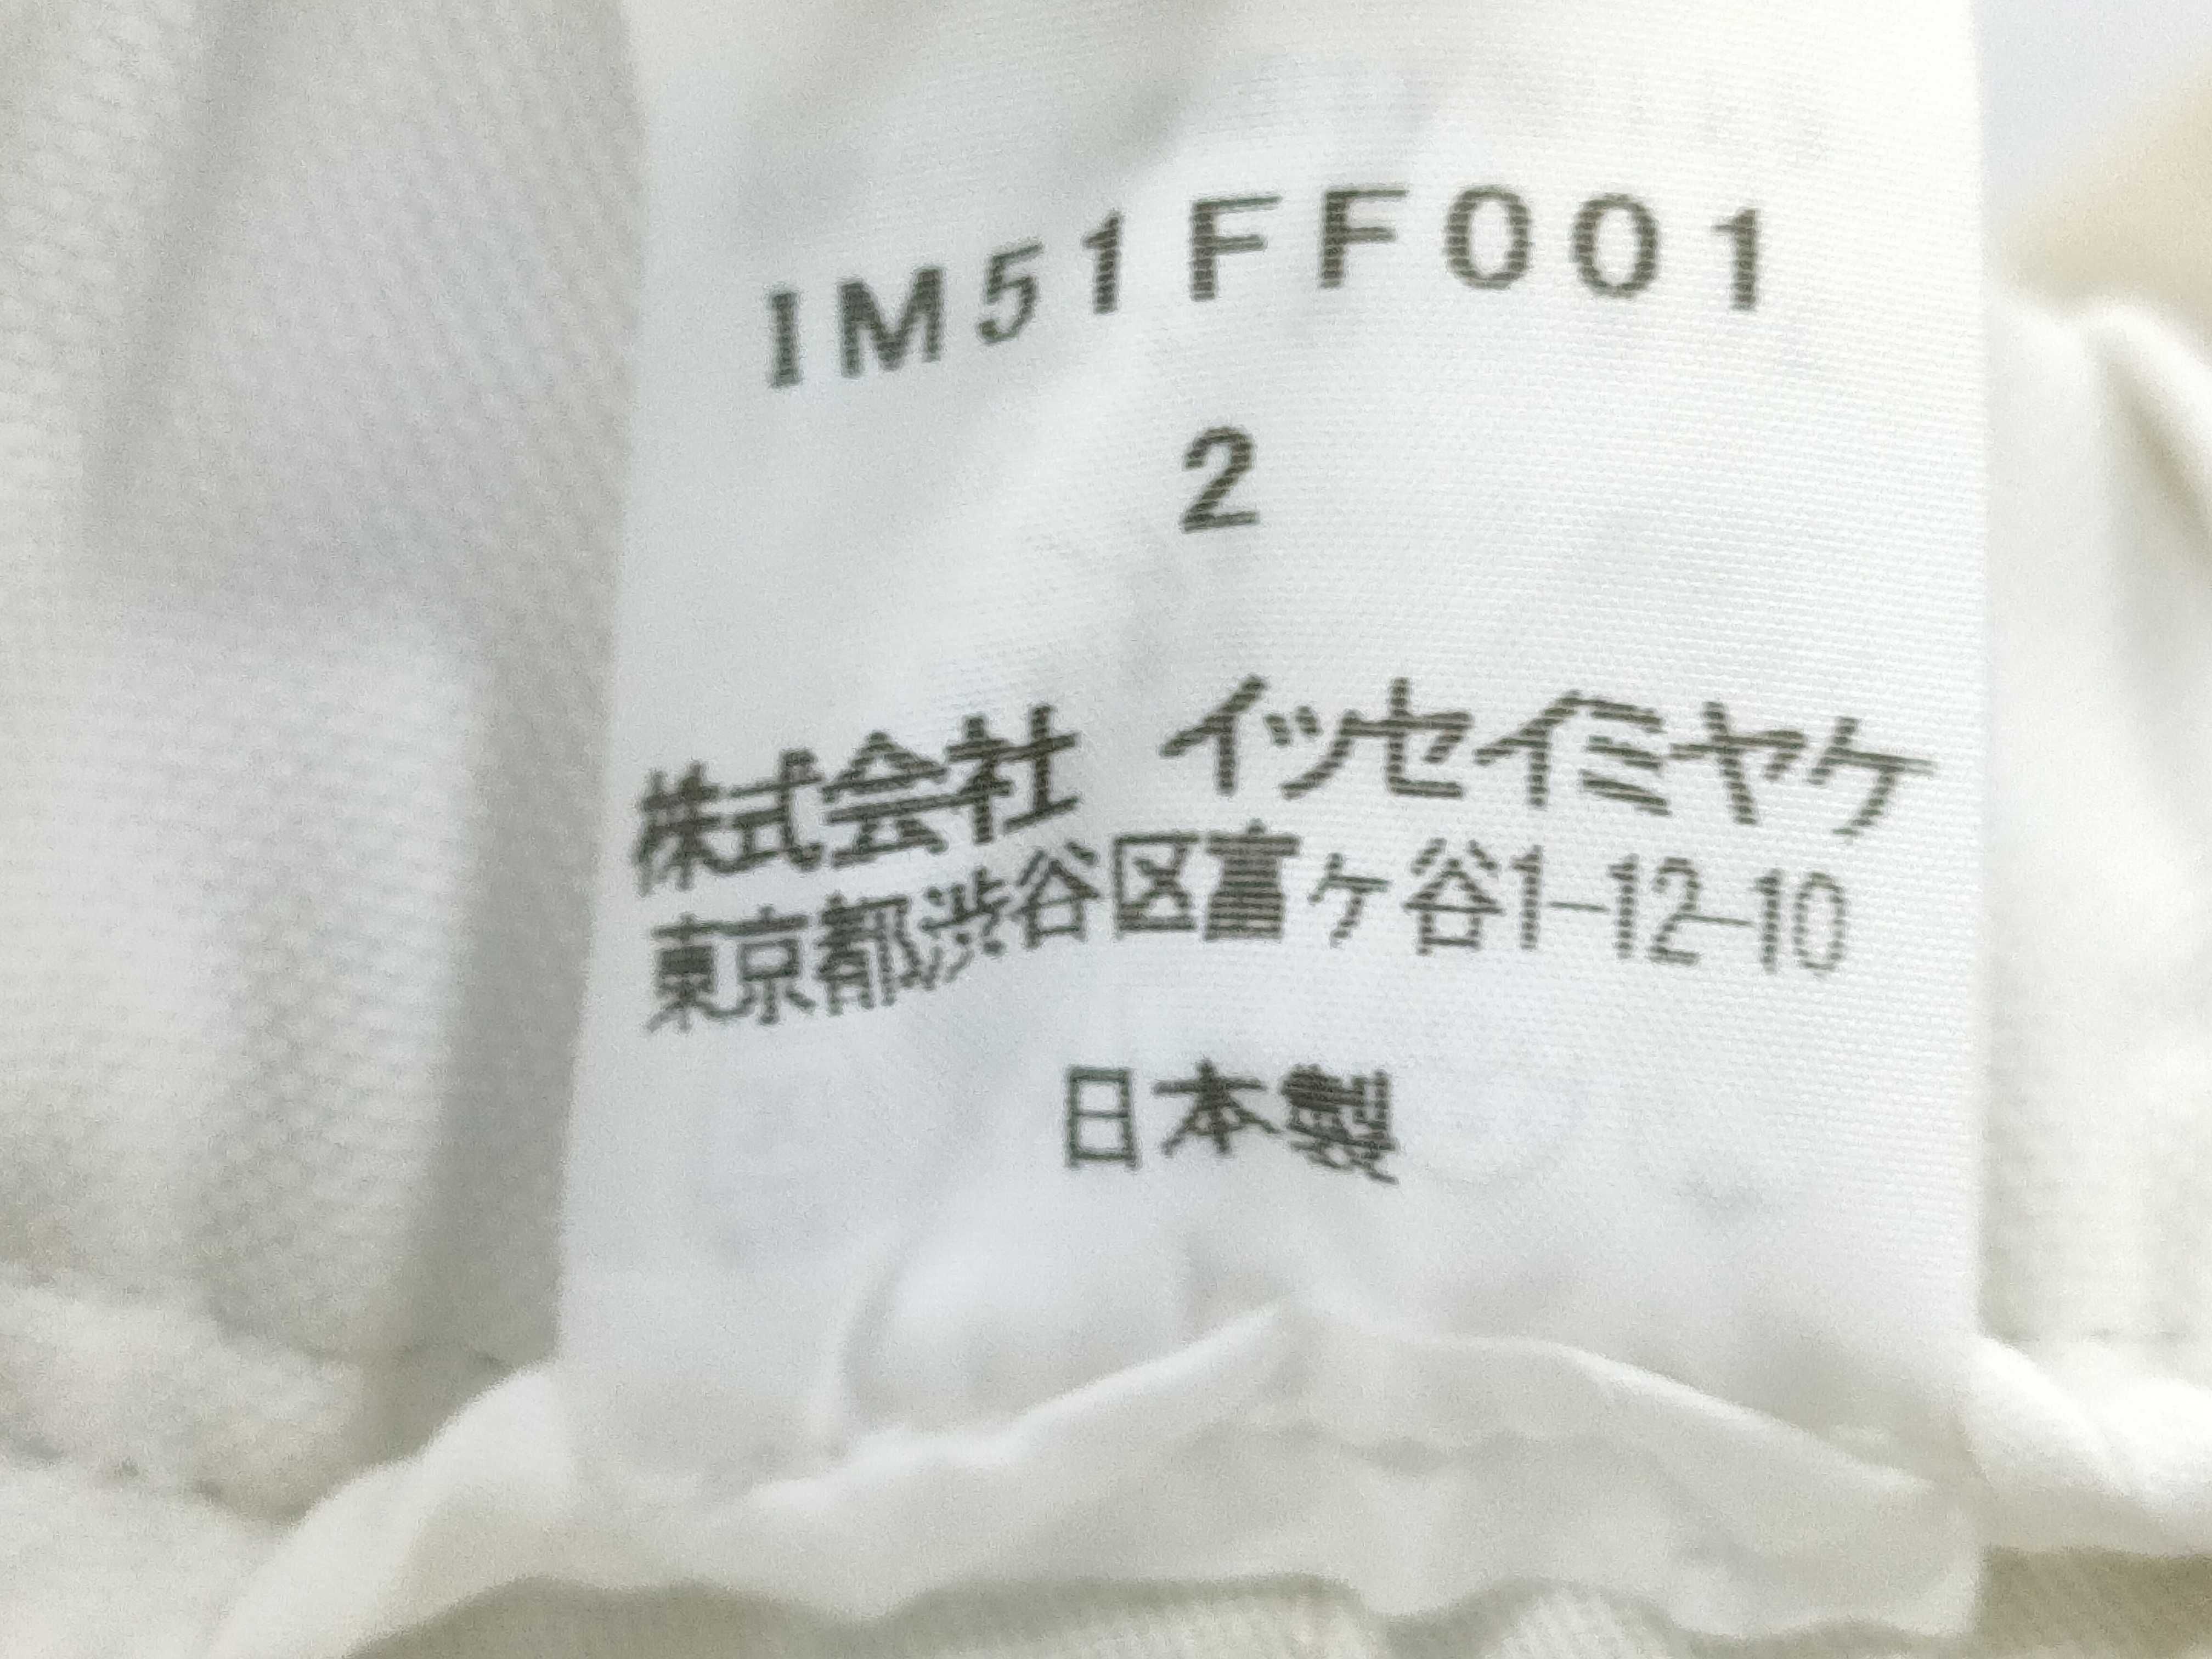 IM51FF001
2
株式会社 イッセイミヤケ
東京都渋谷区富ヶ谷1-12-10
日本製